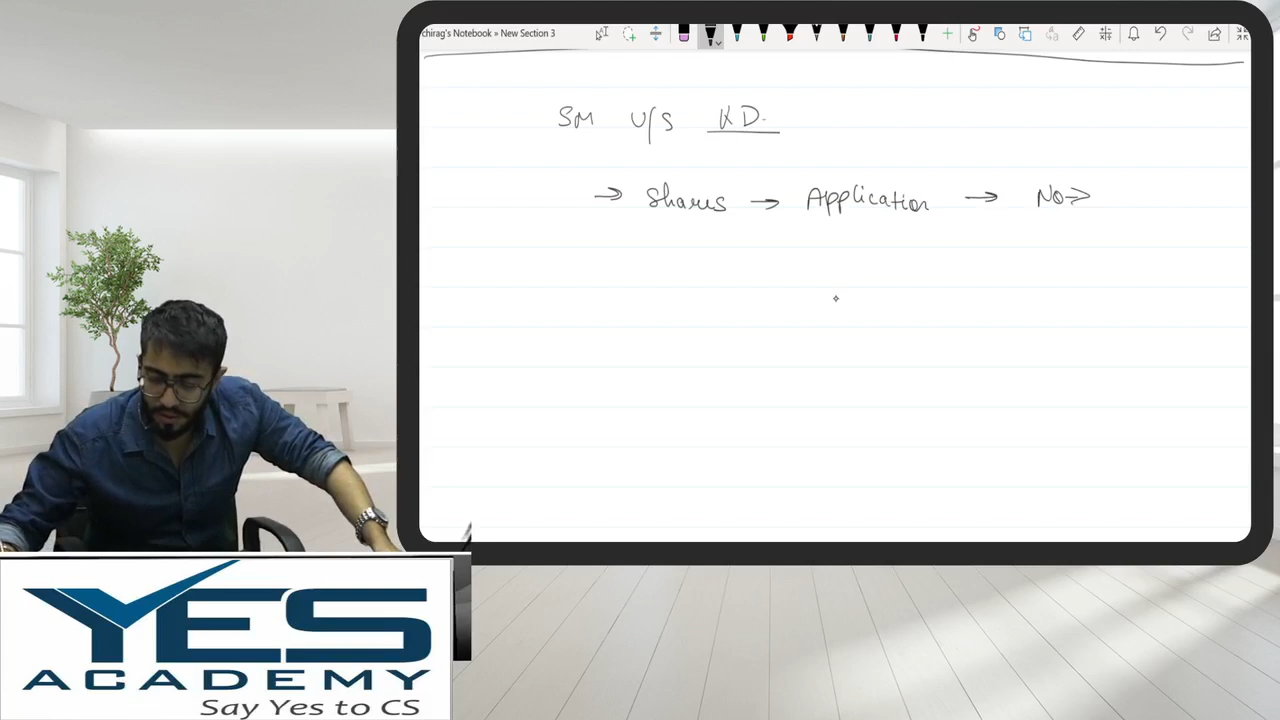 chirag's Notebook » New Section 3
SM U/S KD.
→ Shares → Application → No ⇒
YES
ACADEMY
Say Yes to CS